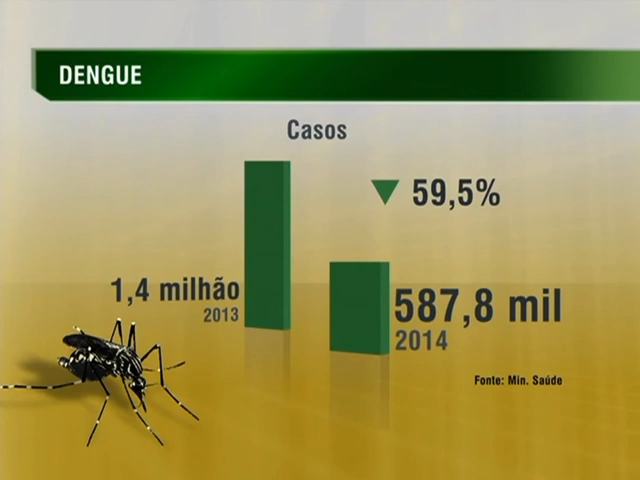 DENGUE
Casos
59,5%
1,4 milhão
2013
587,8 mil
2014
Fonte: Min. Saúde